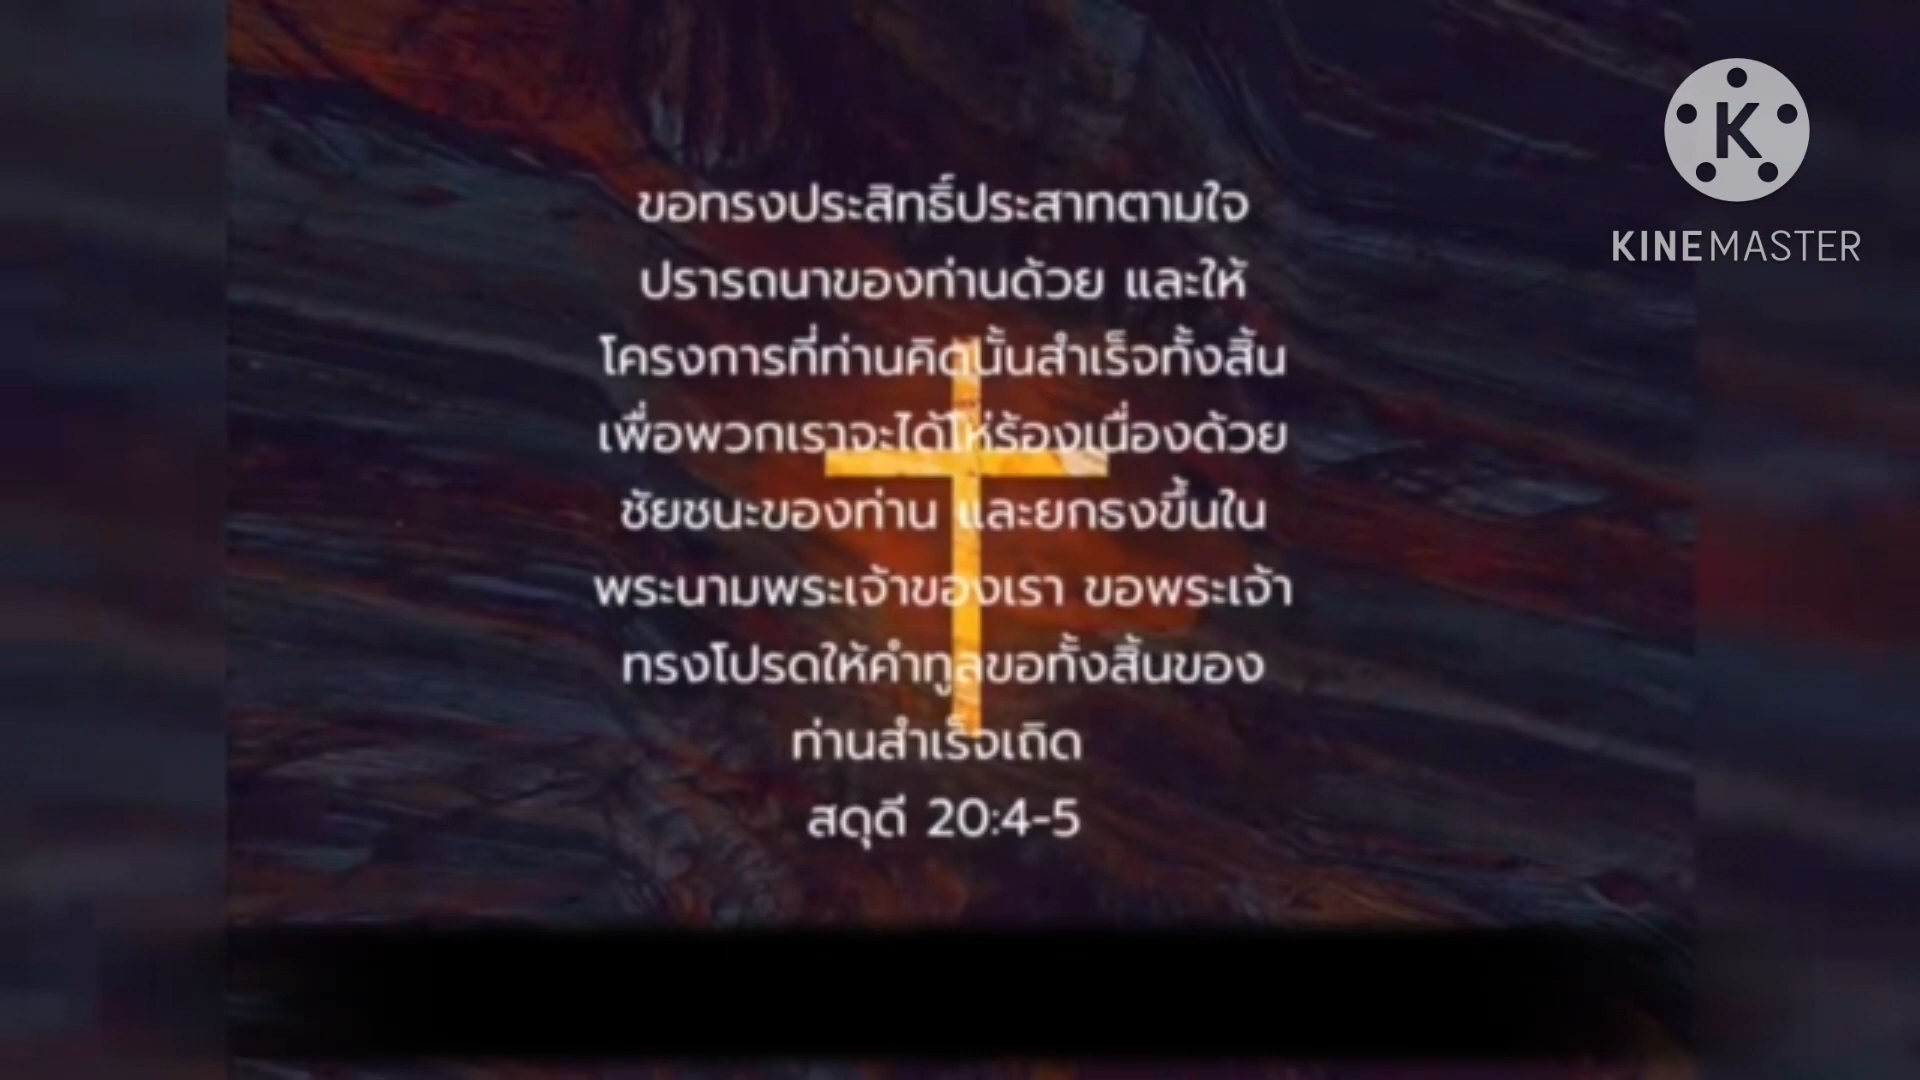 ขอทรงประสิทธิ์ประสาทตามใจ
ปรารถนาของท่านด้วย และให้
โครงการที่ท่านคิดนั้นสำเร็จทั้งสิ้น
เพื่อพวกเราจะได้โห่ร้องเนื่องด้วย
ชัยชนะของท่าน และยกธงขึ้นใน
พระนามพระเจ้าของเรา ขอพระเจ้า
ทรงโปรดให้คำทูลขอทั้งสิ้นของ
ท่านสำเร็จเถิด
สดุดี 20:4-5
K
KINEMASTER